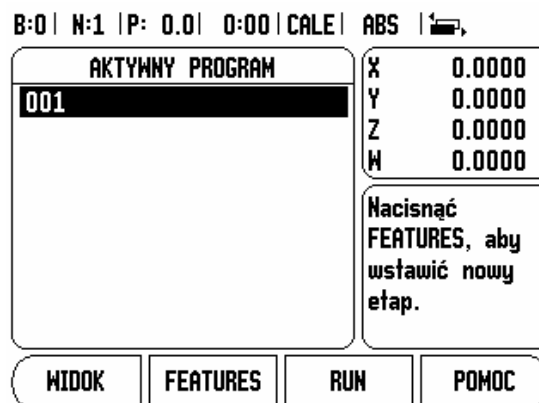 B:0| N:1 |P: 0.0| 0:00|CALE| ABS |
AKTYWNY PROGRAM
001
X 0.0000
Y 0.0000
Z 0.0000
W 0.0000
Nacisnąć
FEATURES, aby
wstawić nowy
etap.
WIDOK FEATURES RUN POMOC